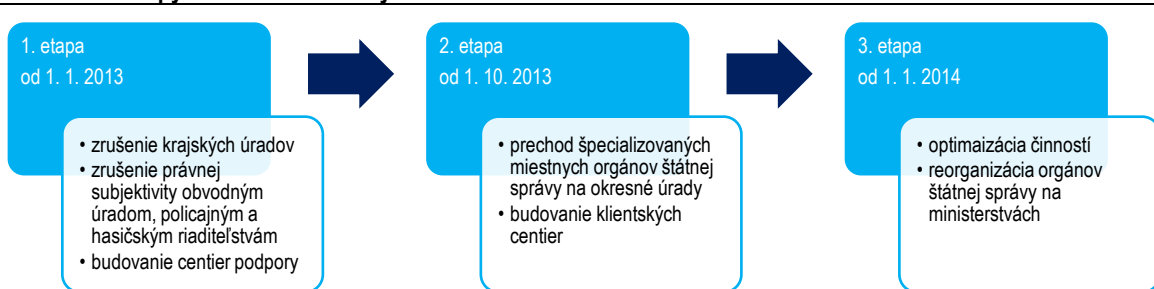 1. etapa
od 1. 1. 2013
• zrušenie krajských úradov
• zrušenie právnej
subjektivity obvodným
úradom, policajným a
hasičským riaditeľstvám
• budovanie centier podpory
2. etapa
od 1. 10. 2013
• prechod špecializovaných
miestnych orgánov štátnej
správy na okresné úrady
• budovanie klientských
centier
3. etapa
od 1. 1. 2014
• optimaizácia činností
• reorganizácia orgánov
štátnej správy na
ministerstvách